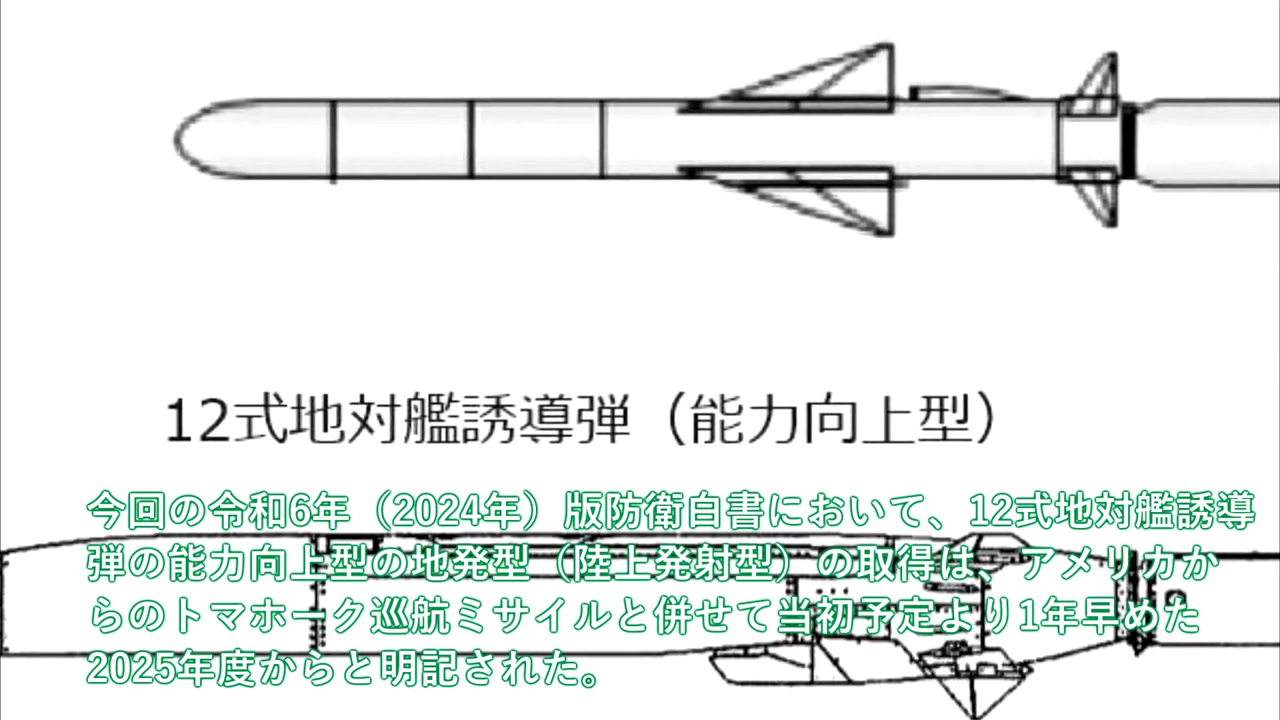 12式地対艦誘導弾（能力向上型）
今回の令和6年（2024年）版防衛白書において、12式地対艦誘導
弾の能力向上型の地発型（陸上発射型）の取得は、アメリカか
らのトマホーク巡航ミサイルと併せて当初予定より1年早めた
2025年度からと明記された。